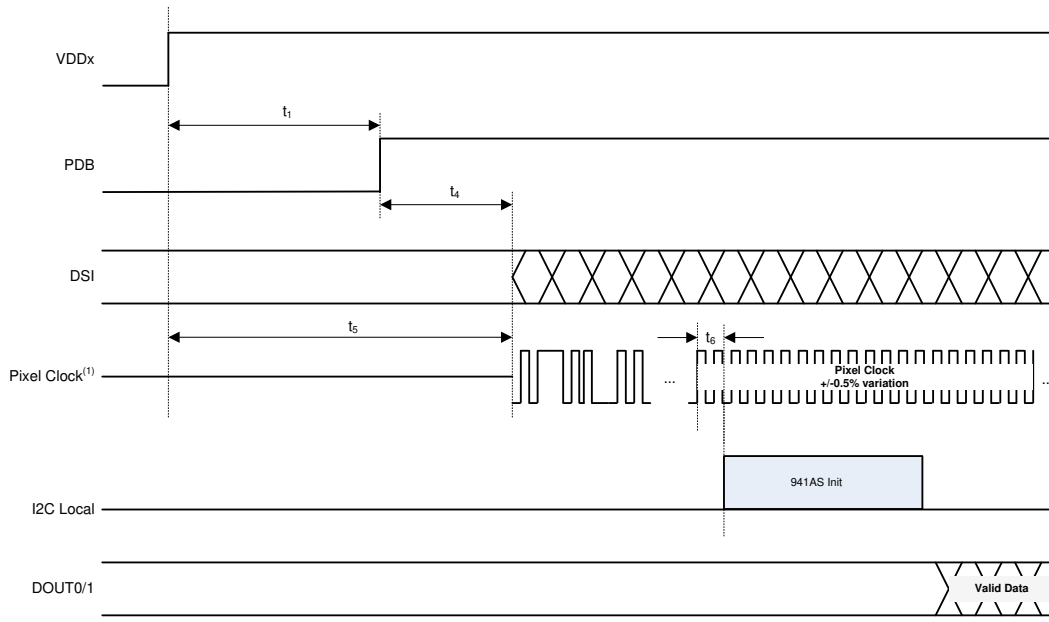 VDDx
t1
PDB
t4
DSI
t5
t6
Pixel Clock(1)
...
Pixel Clock
+/-0.5% variation
...
941AS Init
I2C Local
DOUT0/1
Valid Data